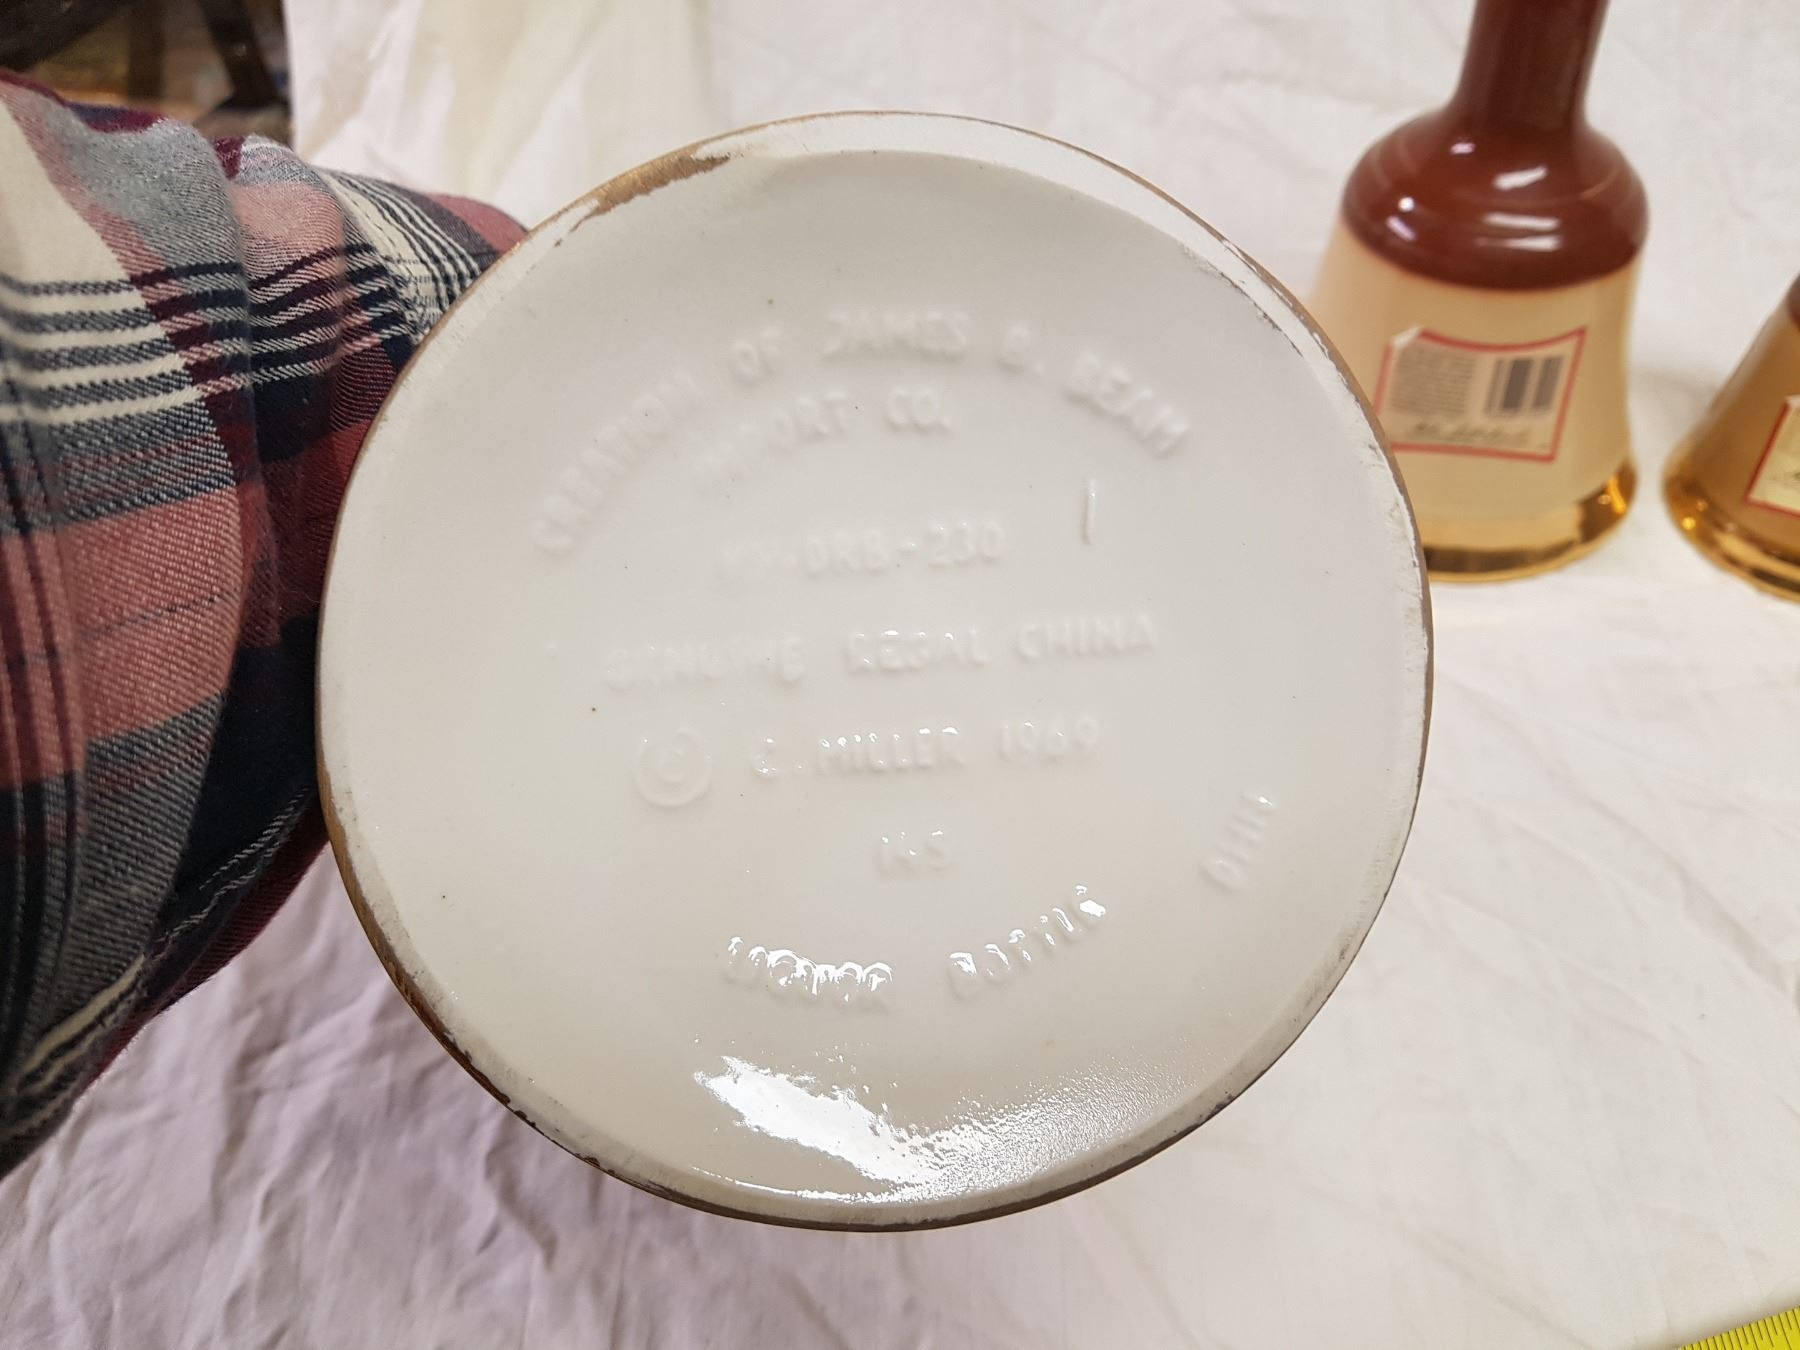 CREATION OF JAMES B. BEAM
IMPORT CO.
DRB-230
GENUINE REGAL CHINA
© C. MILLER 1969
LIQUOR BOTTLE